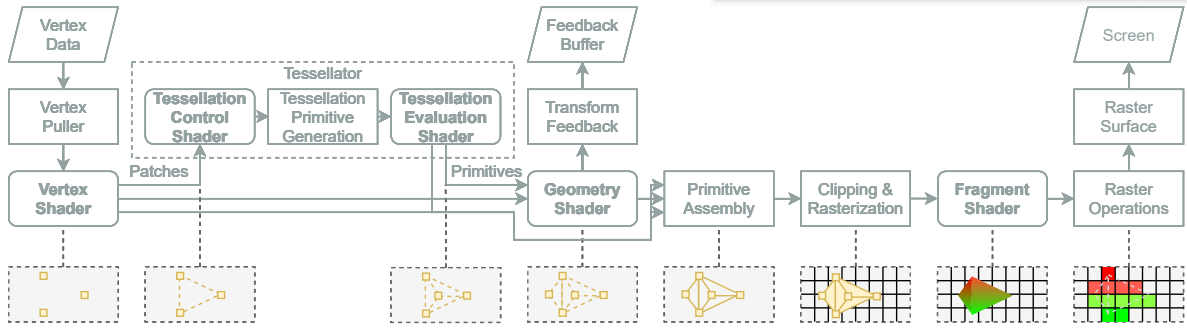 Vertex
Data
Feedback
Buffer
Screen
Tessellator
Vertex
Puller
Tessellation
Control
Shader
Tessellation
Primitive
Generation
Tessellation
Evaluation
Shader
Transform
Feedback
Raster
Surface
Patches
Primitives
Vertex
Shader
Geometry
Shader
Primitive
Assembly
Clipping &
Rasterization
Fragment
Shader
Raster
Operations